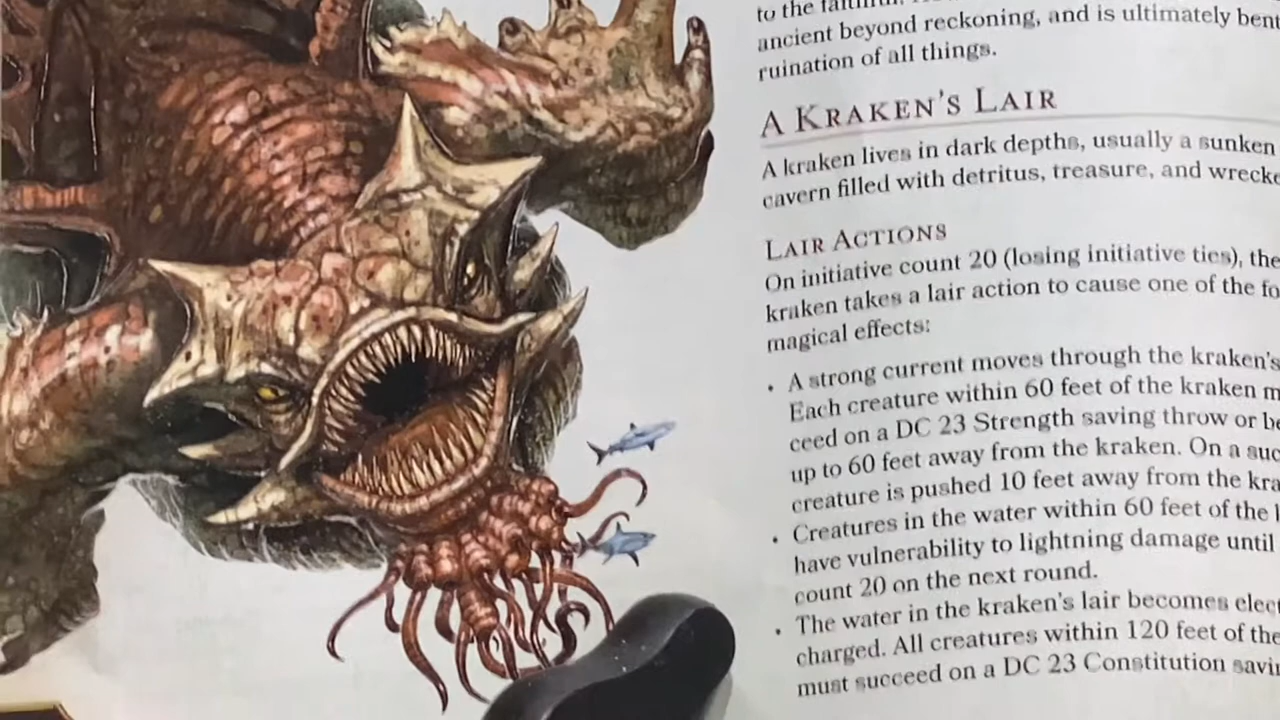 to the faithful.
ancient beyond reckoning, and is ultimately bent
ruination of all things.
A KRAKEN'S LAIR
A kraken lives in dark depths, usually a sunken
cavern filled with detritus, treasure, and wrecke
LAIR ACTIONS
On initiative count 20 (losing initiative ties), the
kraken takes a lair action to cause one of the fo
magical effects:
• A strong current moves through the kraken's
Each creature within 60 feet of the kraken m
ceed on a DC 23 Strength saving throw or be
up to 60 feet away from the kraken. On a suc
creature is pushed 10 feet away from the kra
• Creatures in the water within 60 feet of the
have vulnerability to lightning damage until
count 20 on the next round.
• The water in the kraken's lair becomes elec
charged. All creatures within 120 feet of the
must succeed on a DC 23 Constitution savin